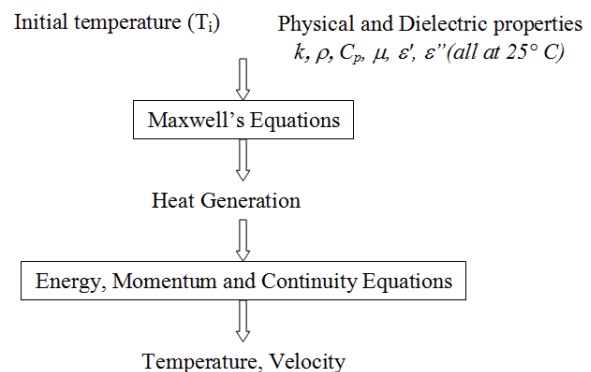 Initial temperature (Ti)
Physical and Dielectric properties
k, ρ, Cp, μ, ε', ε”(all at 25° C)
Maxwell’s Equations
Heat Generation
Energy, Momentum and Continuity Equations
Temperature, Velocity